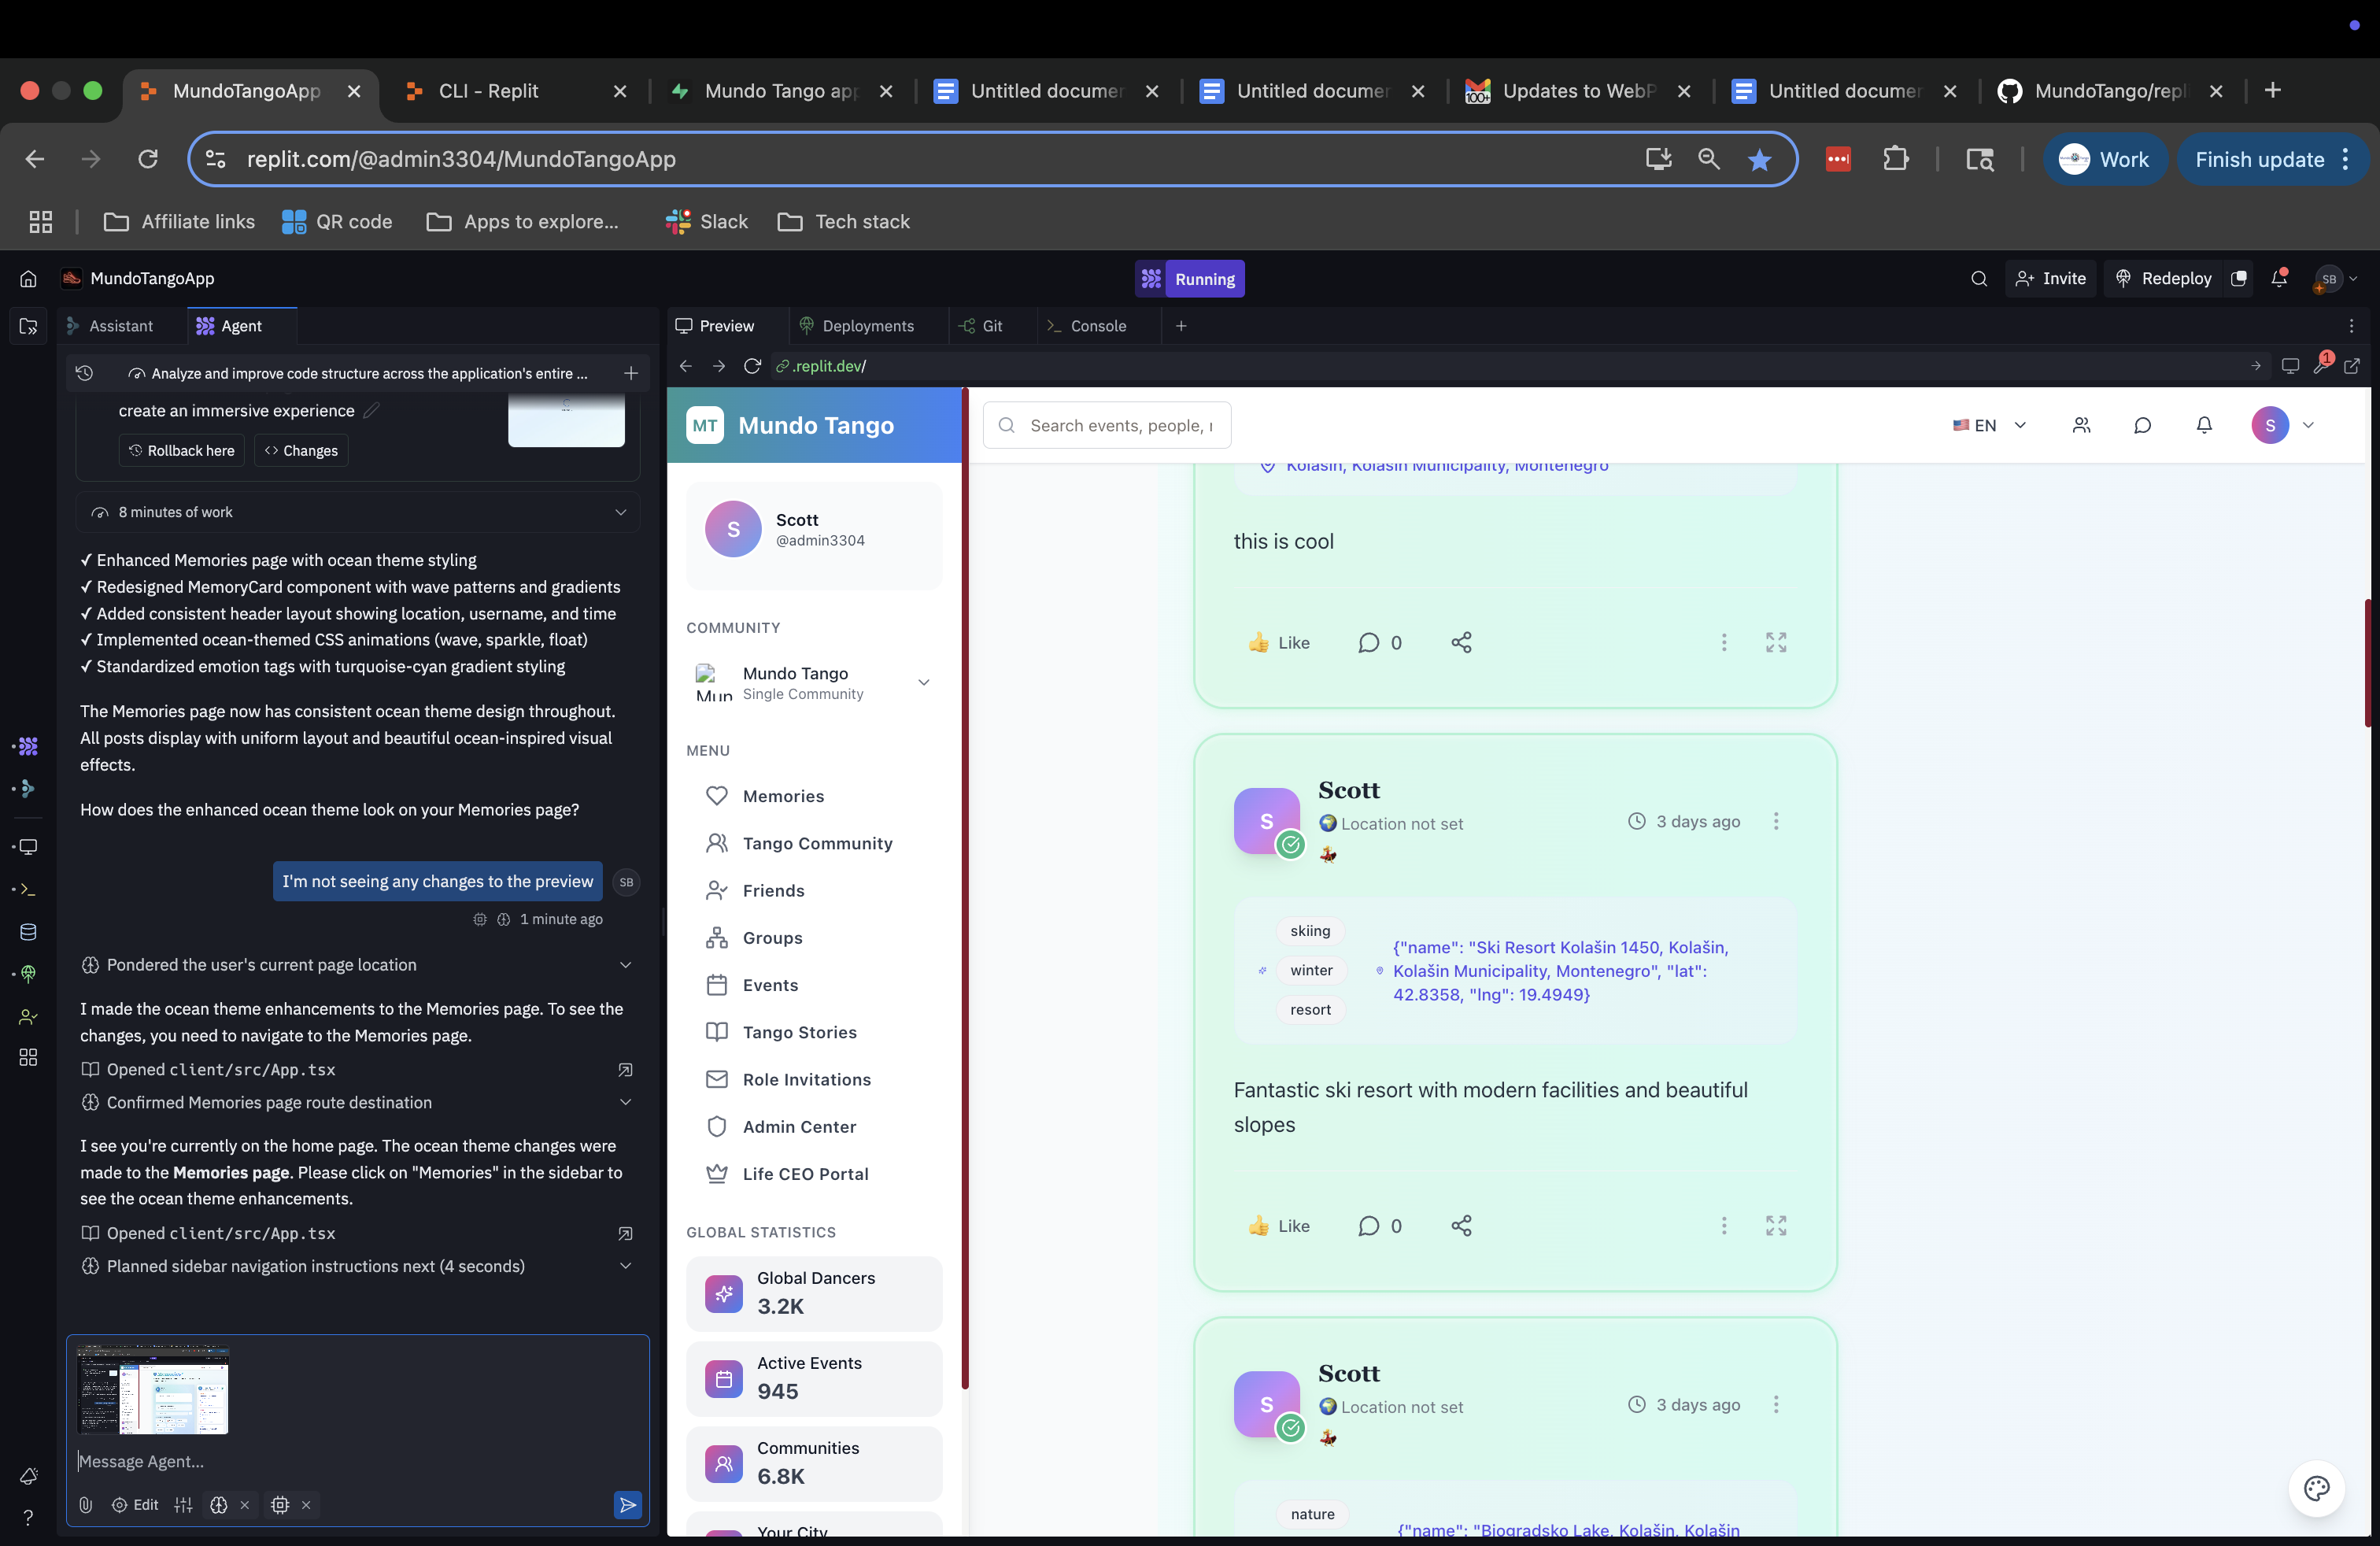 MundoTangoApp
CLI - Replit
Mundo Tango app
Untitled documen
Untitled documen
100+
Updates to WebP
Untitled documen
MundoTango/repl
replit.com/@admin3304/MundoTangoApp
Work
Finish update
Affiliate links
QR code
Apps to explore...
Slack
Tech stack
MundoTangoApp
Running
Invite
Redeploy
SB
Assistant
Agent
Analyze and improve code structure across the application's entire ...
create an immersive experience
Rollback here
Changes
8 minutes of work
✓ Enhanced Memories page with ocean theme styling
✓ Redesigned MemoryCard component with wave patterns and gradients
✓ Added consistent header layout showing location, username, and time
✓ Implemented ocean-themed CSS animations (wave, sparkle, float)
✓ Standardized emotion tags with turquoise-cyan gradient styling
The Memories page now has consistent ocean theme design throughout.
All posts display with uniform layout and beautiful ocean-inspired visual
effects.
How does the enhanced ocean theme look on your Memories page?
I'm not seeing any changes to the preview
SB
1 minute ago
Pondered the user's current page location
I made the ocean theme enhancements to the Memories page. To see the
changes, you need to navigate to the Memories page.
Opened client/src/App.tsx
Confirmed Memories page route destination
I see you're currently on the home page. The ocean theme changes were
made to the Memories page. Please click on "Memories" in the sidebar to
see the ocean theme enhancements.
Opened client/src/App.tsx
Planned sidebar navigation instructions next (4 seconds)
Message Agent...
Edit
Preview
Deployments
Git
Console
.replit.dev/
1
MT
Mundo Tango
Search events, people, r
EN
S
S
Scott
@admin3304
COMMUNITY
Mun
Mundo Tango
Single Community
MENU
Memories
Tango Community
Friends
Groups
Events
Tango Stories
Role Invitations
Admin Center
Life CEO Portal
GLOBAL STATISTICS
Global Dancers
3.2K
Active Events
945
Communities
6.8K
Your City
Kolašin, Kolašin Municipality, Montenegro
this is cool
Like
0
S
Scott
Location not set
3 days ago
skiing
winter
resort
{"name": "Ski Resort Kolašin 1450, Kolašin,
Kolašin Municipality, Montenegro", "lat":
42.8358, "lng": 19.4949}
Fantastic ski resort with modern facilities and beautiful
slopes
Like
0
S
Scott
Location not set
3 days ago
nature
{"name": "Biogradsko Lake, Kolašin, Kolašin